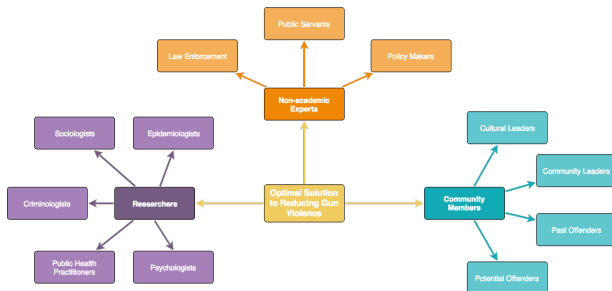 Public Servants
Law Enforcement
Policy Makers
Non-academic
Experts
Sociologists
Epidemiologists
Cultural Leaders
Community Leaders
Criminologists
Researchers
Optimal Solution
to Reducing Gun
Violence
Community
Members
Past Offenders
Public Health
Practitioners
Psychologists
Potential Offenders